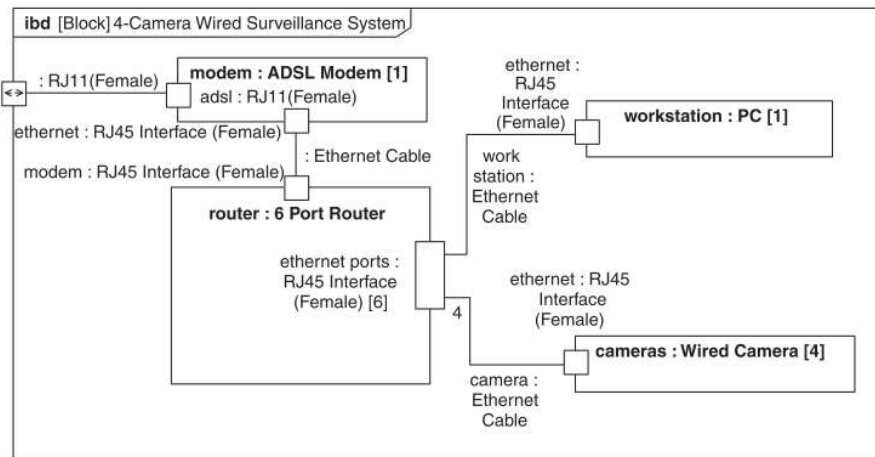 ibd [Block] 4-Camera Wired Surveillance System
: RJ11(Female)
modem : ADSL Modem [1]
adsl : RJ11(Female)
ethernet : RJ45 Interface (Female)
: Ethernet Cable
modem : RJ45 Interface (Female)
router : 6 Port Router
ethernet ports :
RJ45 Interface
(Female) [6]
ethernet :
RJ45
Interface
(Female)
workstation : PC [1]
work
station :
Ethernet
Cable
4
ethernet : RJ45
Interface
(Female)
cameras : Wired Camera [4]
camera :
Ethernet
Cable